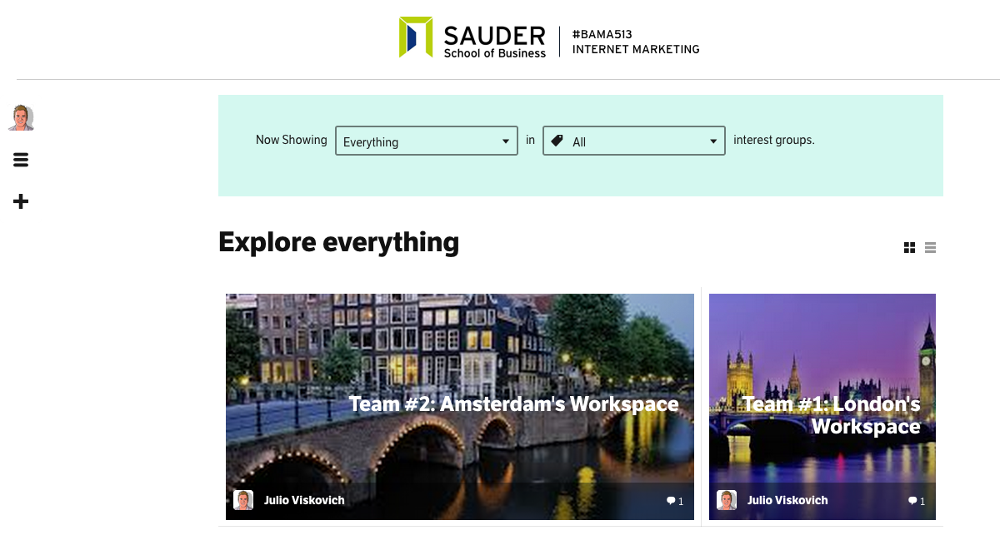 SAUDER
School of Business
#BAMA513
INTERNET MARKETING
Now Showing Everything in All interest groups.
Explore everything
Team #2: Amsterdam's Workspace
Julio Viskovich 1
Team #1: London's
Workspace
Julio Viskovich 1